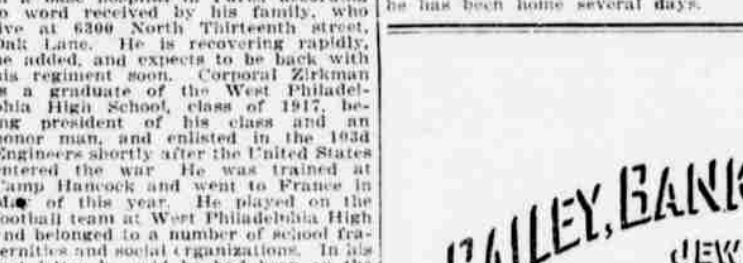 o word received by his family, who
ive at 6300 North Thirteenth street,
Oak Lane. He is recovering rapidly,
he added, and expects to be back with
his regiment soon. Corporal Zirkman
s a graduate of the West Philadel-
phia High School, class of 1917, be-
ng president of his class and an
honor man, and enlisted in the 103d
Engineers shortly after the United States
entered the war He was trained at
Camp Hancock and went to France in
May of this year. He played on the
football team at West Philadelphia High
and belonged to a number of school fra-
ernities and social organizations. In his
he has been home several days.
BAILEY, BANK
JEW